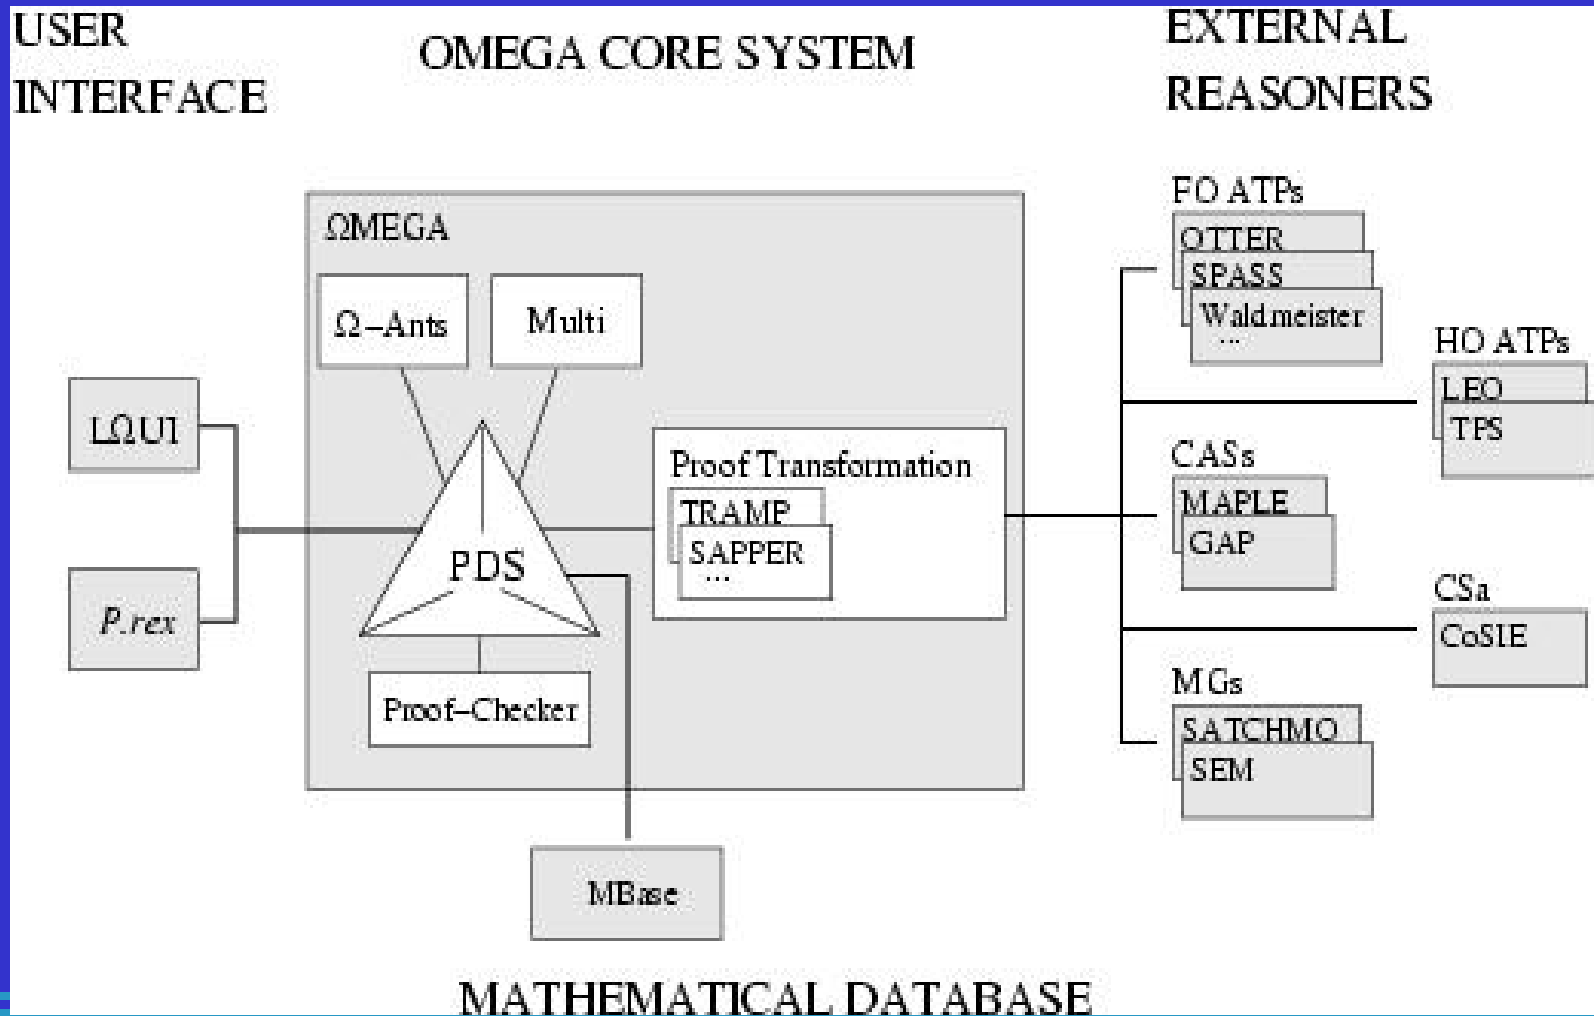 USER
INTERFACE
OMEGA CORE SYSTEM
EXTERNAL
REASONERS
ΩMEGA
Ω–Ants
Multi
LΩUI
P.rex
PDS
Proof–Checker
Proof Transformation
TRAMP
SAPPER
...
MBase
MATHEMATICAL DATABASE
FO ATPs
OTTER
SPASS
Waldmeister
...
HO ATPs
LEO
TPS
CASs
MAPLE
GAP
CSa
CoSIE
MGs
SATCHMO
SEM